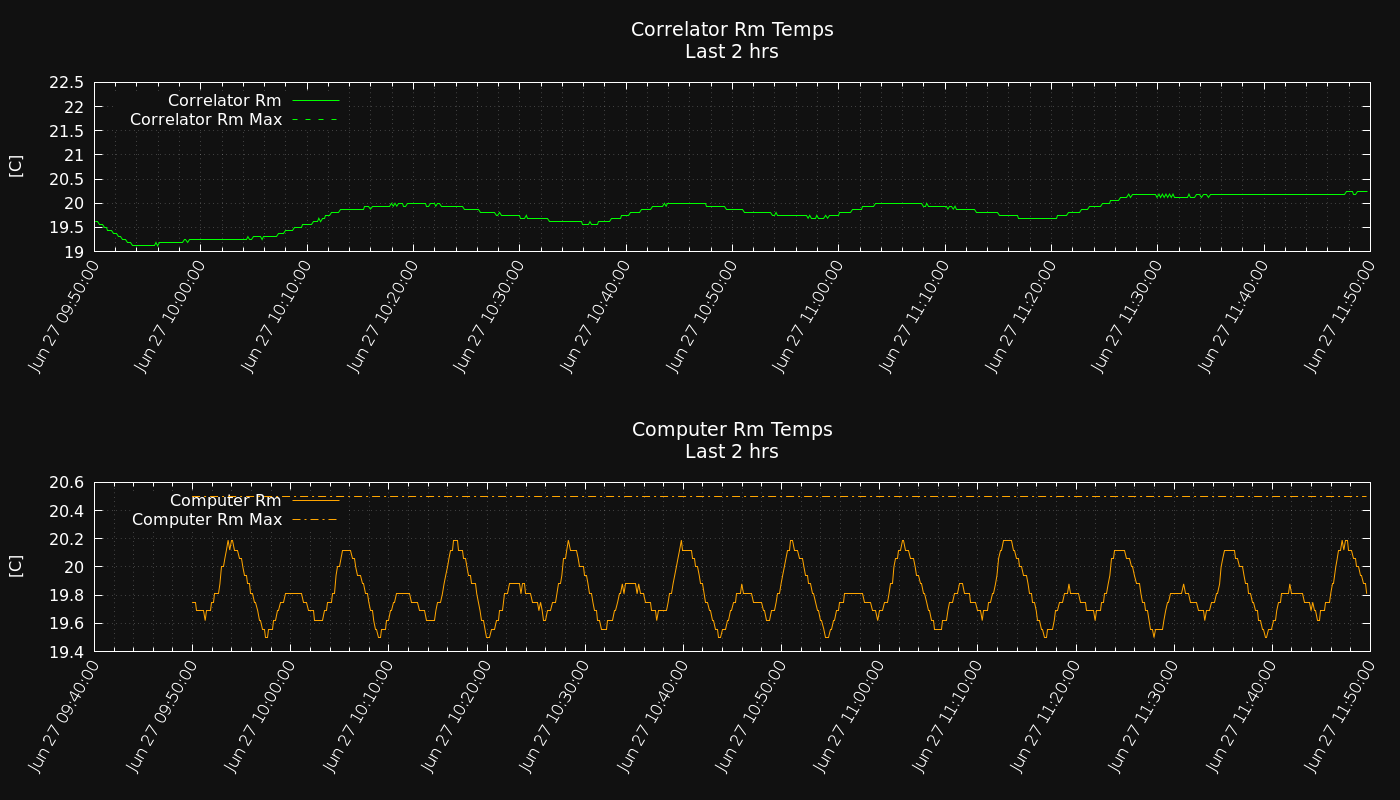 Correlator Rm Temps
Last 2 hrs
22.5
22
21.5
21
20.5
20
19.5
19
[C]
Correlator Rm
Correlator Rm Max
Jun 27 09:50:00
Jun 27 10:00:00
Jun 27 10:10:00
Jun 27 10:20:00
Jun 27 10:30:00
Jun 27 10:40:00
Jun 27 10:50:00
Jun 27 11:00:00
Jun 27 11:10:00
Jun 27 11:20:00
Jun 27 11:30:00
Jun 27 11:40:00
Jun 27 11:50:00
Computer Rm Temps
Last 2 hrs
20.6
20.4
20.2
20
19.8
19.6
19.4
[C]
Computer Rm
Computer Rm Max
Jun 27 09:40:00
Jun 27 09:50:00
Jun 27 10:00:00
Jun 27 10:10:00
Jun 27 10:20:00
Jun 27 10:30:00
Jun 27 10:40:00
Jun 27 10:50:00
Jun 27 11:00:00
Jun 27 11:10:00
Jun 27 11:20:00
Jun 27 11:30:00
Jun 27 11:40:00
Jun 27 11:50:00